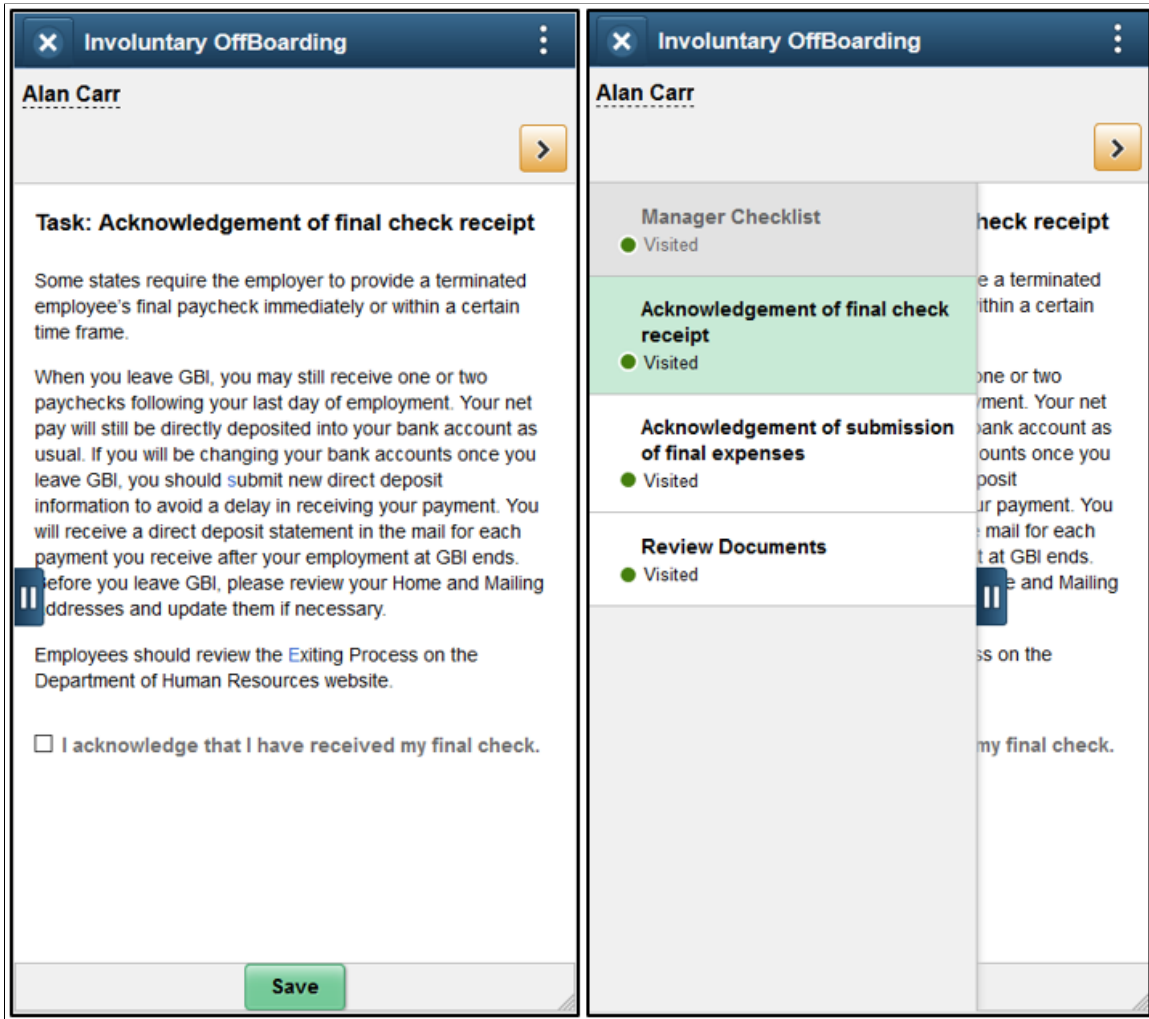 Involuntary OffBoarding
Alan Carr
Task: Acknowledgement of final check receipt
Some states require the employer to provide a terminated
employee's final paycheck immediately or within a certain
time frame.
When you leave GBI, you may still receive one or two
paychecks following your last day of employment. Your net
pay will still be directly deposited into your bank account as
usual. If you will be changing your bank accounts once you
leave GBI, you should submit new direct deposit
information to avoid a delay in receiving your payment. You
will receive a direct deposit statement in the mail for each
payment you receive after your employment at GBI ends.
Before you leave GBI, please review your Home and Mailing
ddresses and update them if necessary.
Employees should review the Exiting Process on the
Department of Human Resources website.
I acknowledge that I have received my final check.
Save
Involuntary OffBoarding
Alan Carr
Manager Checklist
Visited
Acknowledgement of final check
receipt
Visited
Acknowledgement of submission
of final expenses
Visited
Review Documents
Visited
heck receipt
e a terminated
ithin a certain
one or two
yment. Your net
bank account as
ounts once you
posit
ur payment. You
mail for each
t at GBI ends.
e and Mailing
ss on the
my final check.